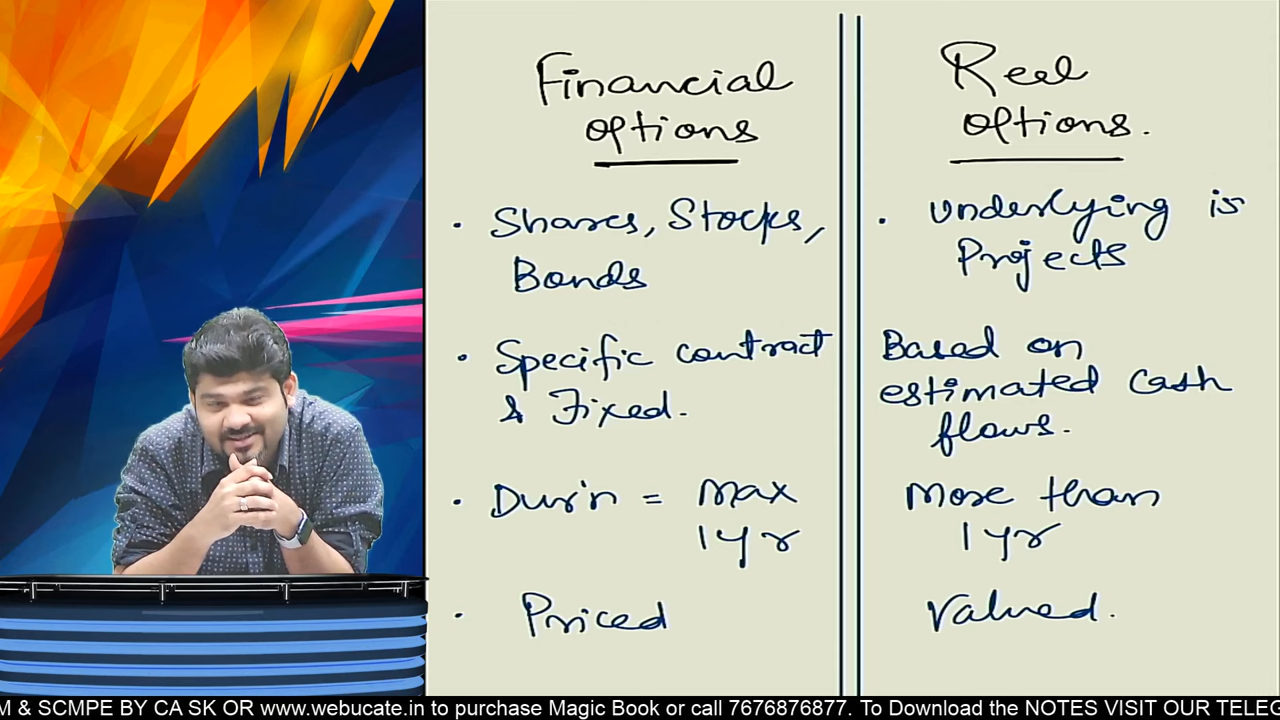 Financial
options
Shares, Stocks,
Bonds
Specific contract
& Fixed.
Dur'n = Max
1 yr
Priced
Real
options.
Underlying is
Projects
Based on
estimated cash
flows.
More than
1 yr
Valued.
M & SCMPE BY CA SK OR www.webucate.in to purchase Magic Book or call 7676876877. To Download the NOTES VISIT OUR TELEG